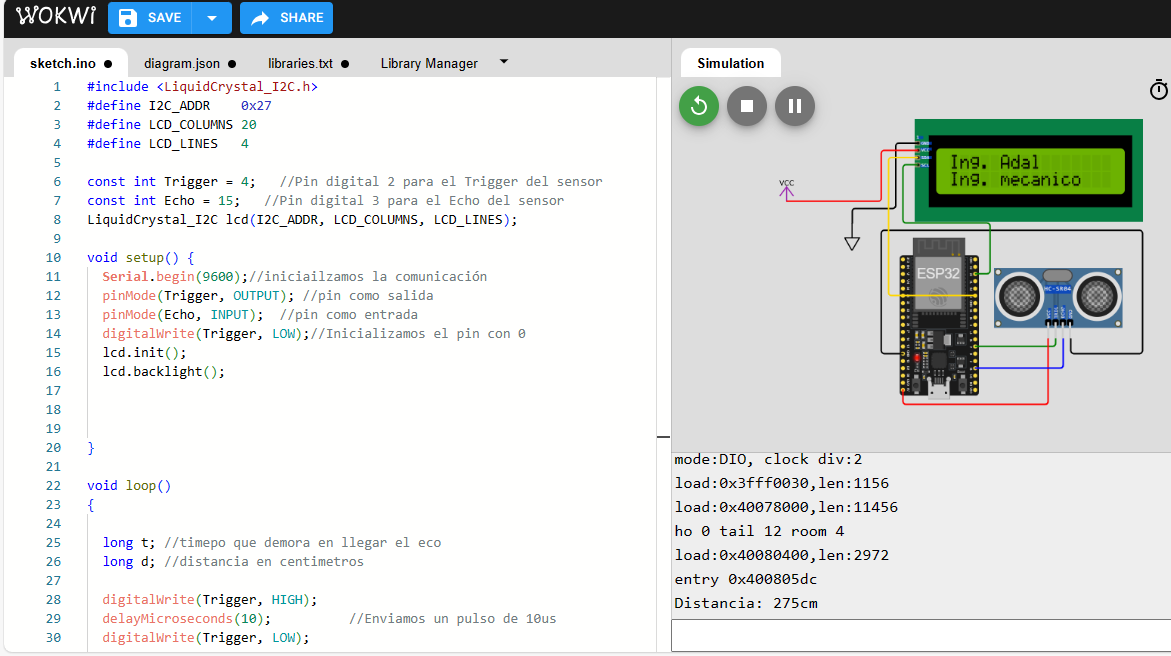 WOKWI
SAVE
SHARE
sketch.ino
diagram.json
libraries.txt
Library Manager
Simulation
1 #include <LiquidCrystal_I2C.h>
2 #define I2C_ADDR    0x27
3 #define LCD_COLUMNS 20
4 #define LCD_LINES   4
5
6 const int Trigger = 4;   //Pin digital 2 para el Trigger del sensor
7 const int Echo = 15;   //Pin digital 3 para el Echo del sensor
8 LiquidCrystal_I2C lcd(I2C_ADDR, LCD_COLUMNS, LCD_LINES);
9
10 void setup() {
11   Serial.begin(9600);//iniciailzamos la comunicación
12   pinMode(Trigger, OUTPUT); //pin como salida
13   pinMode(Echo, INPUT);  //pin como entrada
14   digitalWrite(Trigger, LOW);//Inicializamos el pin con 0
15   lcd.init();
16   lcd.backlight();
17
18
19
20 }
21
22 void loop()
23 {
24
25   long t; //timepo que demora en llegar el eco
26   long d; //distancia en centimetros
27
28   digitalWrite(Trigger, HIGH);
29   delayMicroseconds(10);          //Enviamos un pulso de 10us
30   digitalWrite(Trigger, LOW);
VCC
Ing. Adal
Ing. mecanico
ESP32
HC-SR04
mode:DIO, clock div:2
load:0x3fff0030,len:1156
load:0x40078000,len:11456
ho 0 tail 12 room 4
load:0x40080400,len:2972
entry 0x400805dc
Distancia: 275cm